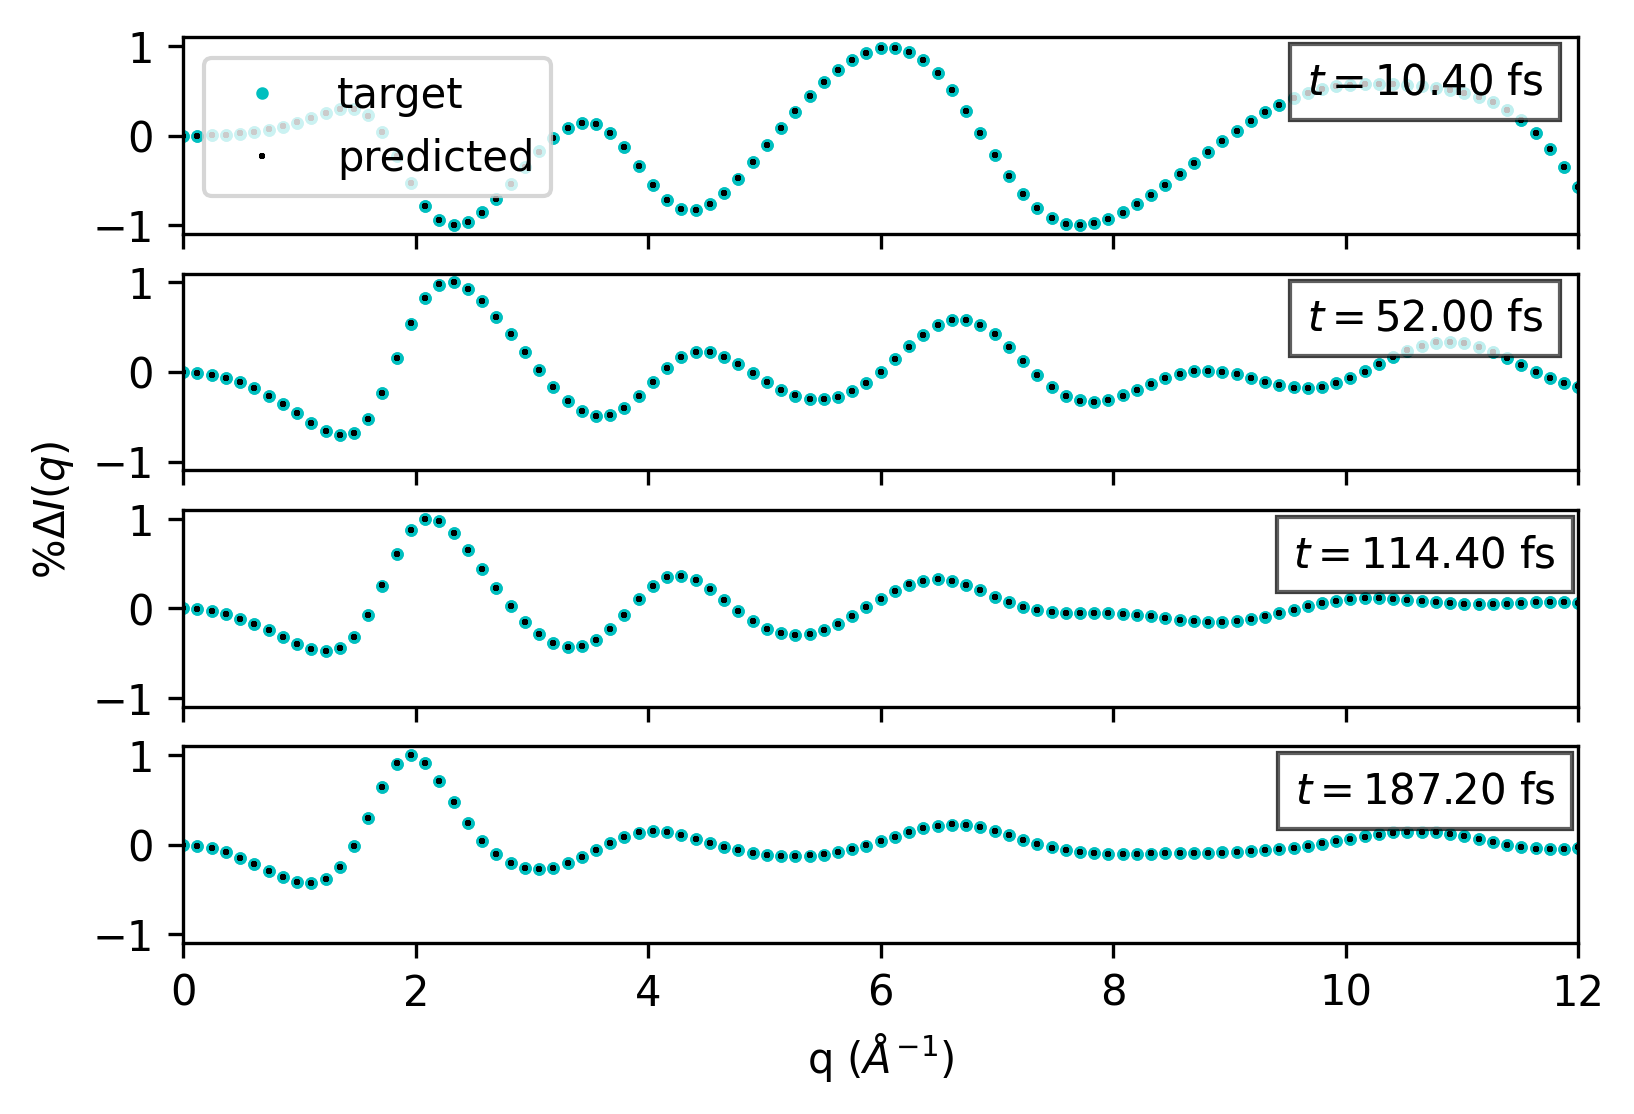 1
0
−1
target
predicted
t = 10.40 fs
1
0
−1
t = 52.00 fs
%ΔI(q)
1
0
−1
t = 114.40 fs
1
0
−1
t = 187.20 fs
0 2 4 6 8 10 12
q (Å⁻¹)